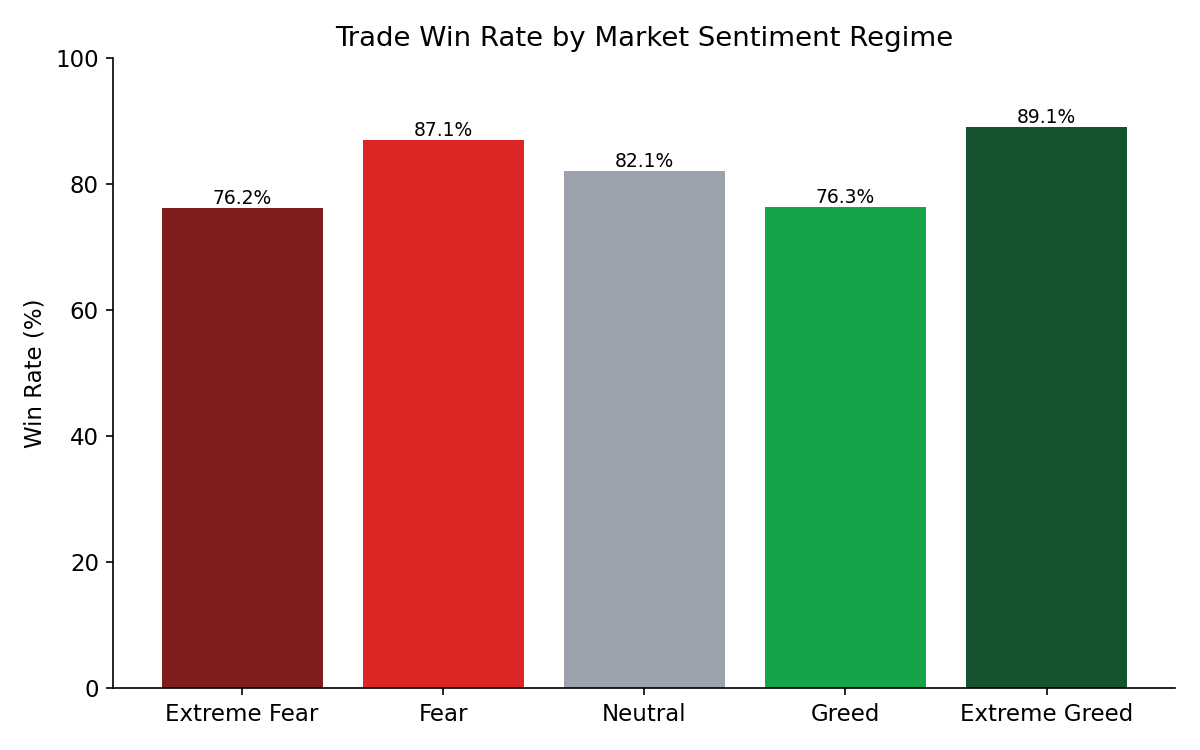 Trade Win Rate by Market Sentiment Regime
Win Rate (%)
100
80
60
40
20
0
76.2%
87.1%
82.1%
76.3%
89.1%
Extreme Fear
Fear
Neutral
Greed
Extreme Greed